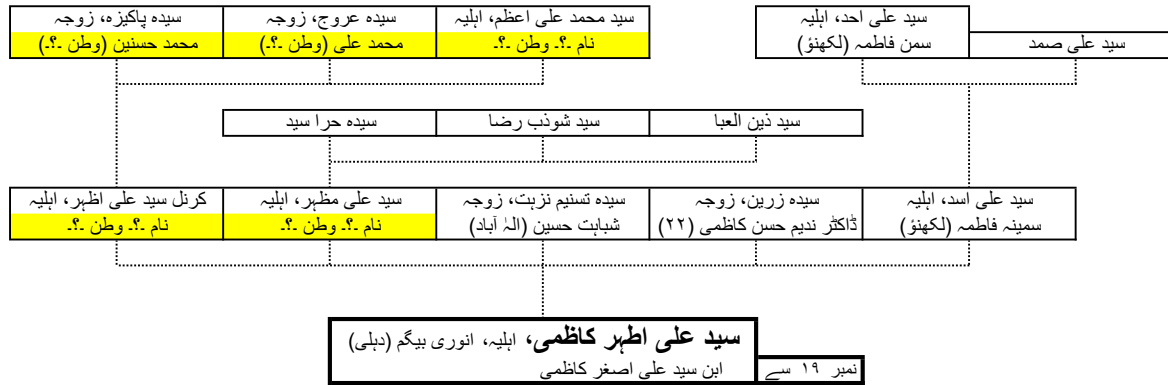 سید علی احد، اہلیہ
سمن فاطمہ (لکھنؤ)
سید علی صمد
سید محمد علی اعظم، اہلیہ
نام ۔؟۔ وطن ۔؟۔
سیدہ عروج، زوجہ
محمد علی (وطن ۔؟۔)
سیدہ پاکیزہ، زوجہ
محمد حسنین (وطن ۔؟۔)
سید ذین العبا
سید شوذب رضا
سیدہ حرا سید
سید علی اسد، اہلیہ
سمینہ فاطمہ (لکھنؤ)
سیدہ زرین، زوجہ
ڈاکٹر ندیم حسن کاظمی (۲۲)
سیدہ تسنیم نزہت، زوجہ
شباہت حسین (الہٰ آباد)
سید علی مظہر، اہلیہ
نام ۔؟۔ وطن ۔؟۔
کرنل سید علی اظہر، اہلیہ
نام ۔؟۔ وطن ۔؟۔
سید علی اطہر کاظمی، اہلیہ، انوری بیگم (دہلی)
ابن سید علی اصغر کاظمی
نمبر ۱۹ سے